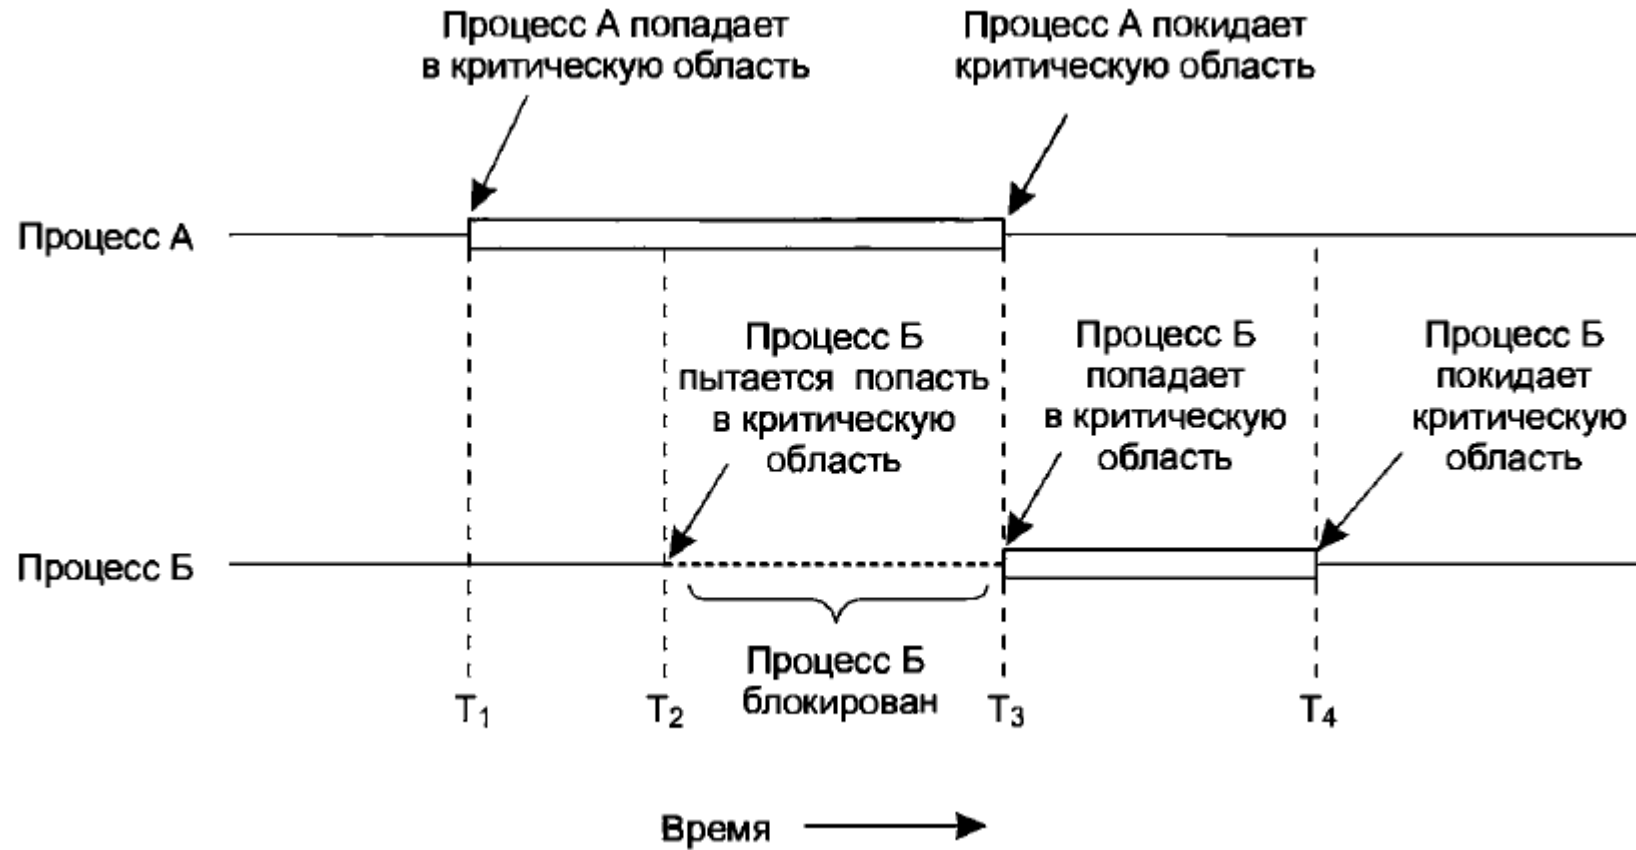 Процесс А попадает
в критическую область
Процесс А покидает
критическую область
Процесс А
Процесс Б
пытается попасть
в критическую
область
Процесс Б
попадает
в критическую
область
Процесс Б
покидает
критическую
область
Процесс Б
Процесс Б
блокирован
T1
T2
T3
T4
Время